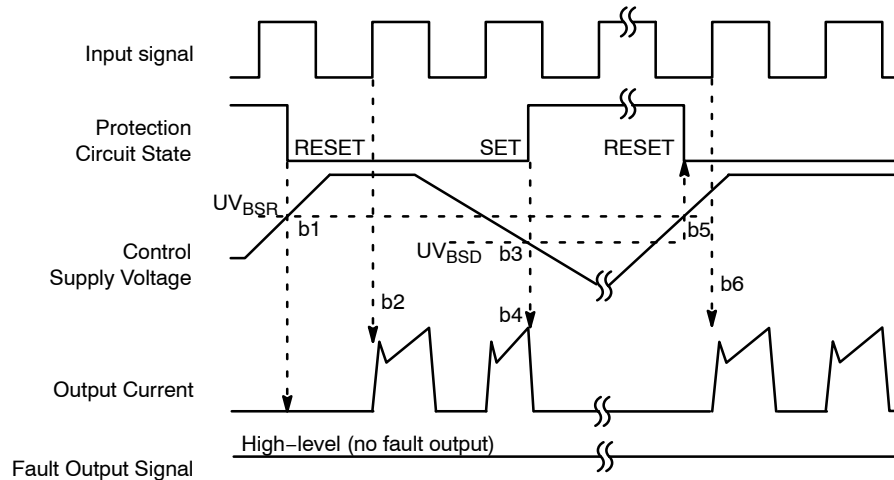 Input signal
Protection
Circuit State
RESET
SET
RESET
UVBSR
b1
Control
Supply Voltage
UVBSD
b3
b5
b2
b4
b6
Output Current
High−level (no fault output)
Fault Output Signal